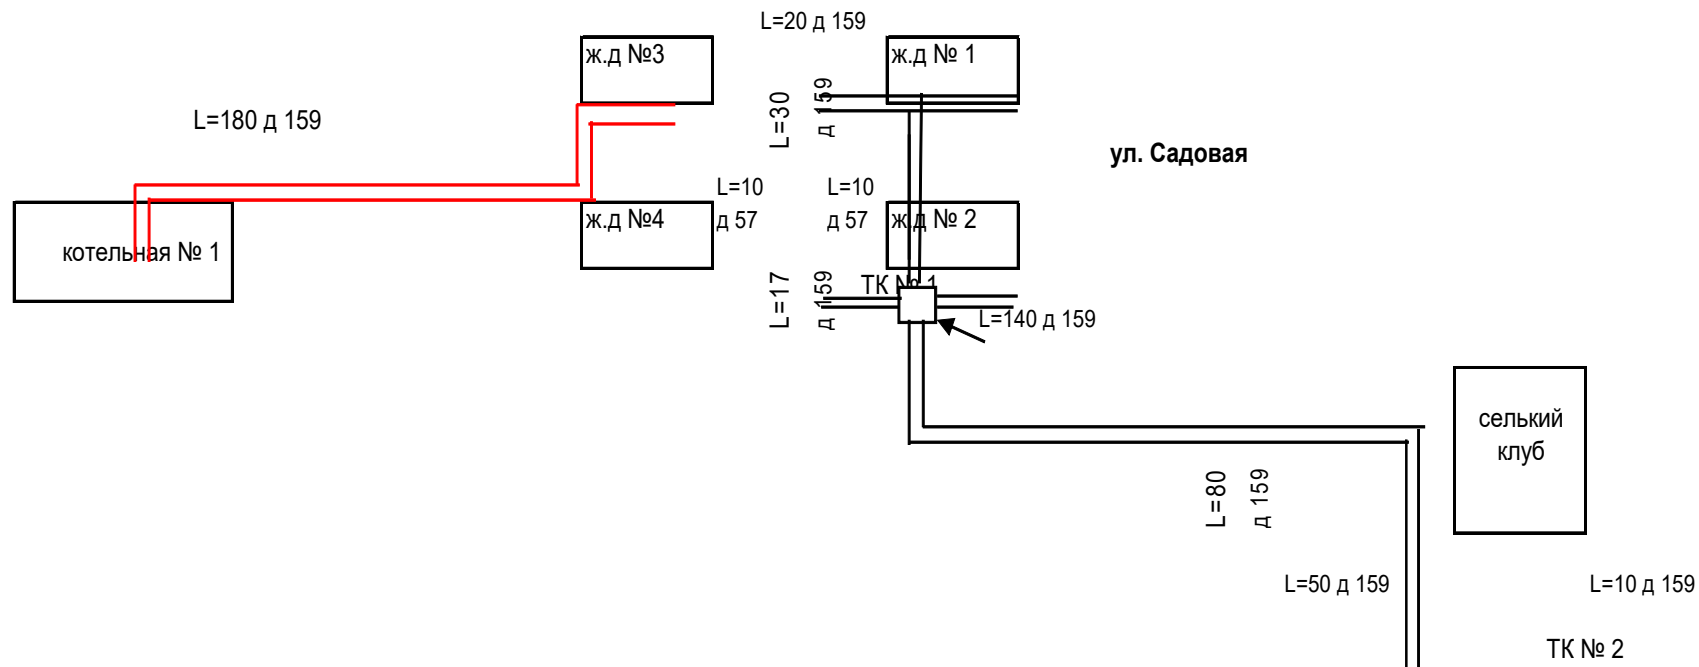 L=20 д 159
ж.д №3
ж.д № 1
L=30
д 159
L=180 д 159
ул. Садовая
L=10
д 57
L=10
д 57
ж.д №4
ж.д № 2
котельная № 1
L=17
д 159
ТК № 1
L=140 д 159
селький
клуб
L=80
д 159
L=50 д 159
L=10 д 159
ТК № 2